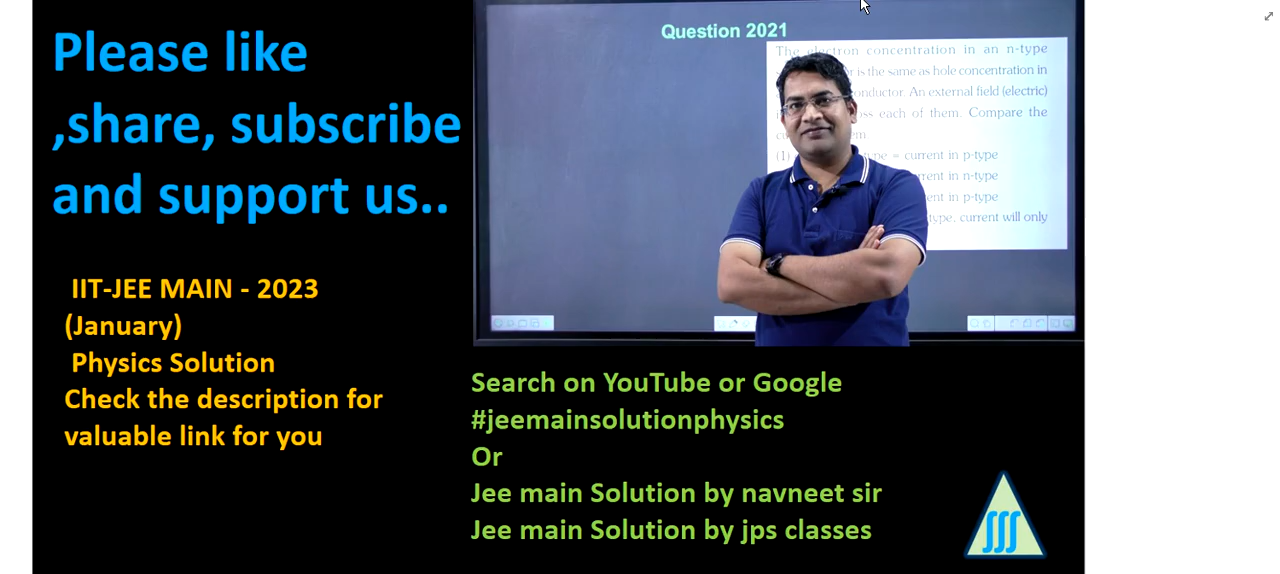 Please like
,share, subscribe
and support us..
IIT-JEE MAIN - 2023
(January)
Physics Solution
Check the description for
valuable link for you
Question 2021
The electron concentration in an n-type
is the same as hole concentration in
An external field (electric)
each of them. Compare the
(1) = current in p-type
in n-type
in p-type
type, current will only
Search on YouTube or Google
#jeemainsolutionphysics
Or
Jee main Solution by navneet sir
Jee main Solution by jps classes
∫∫∫